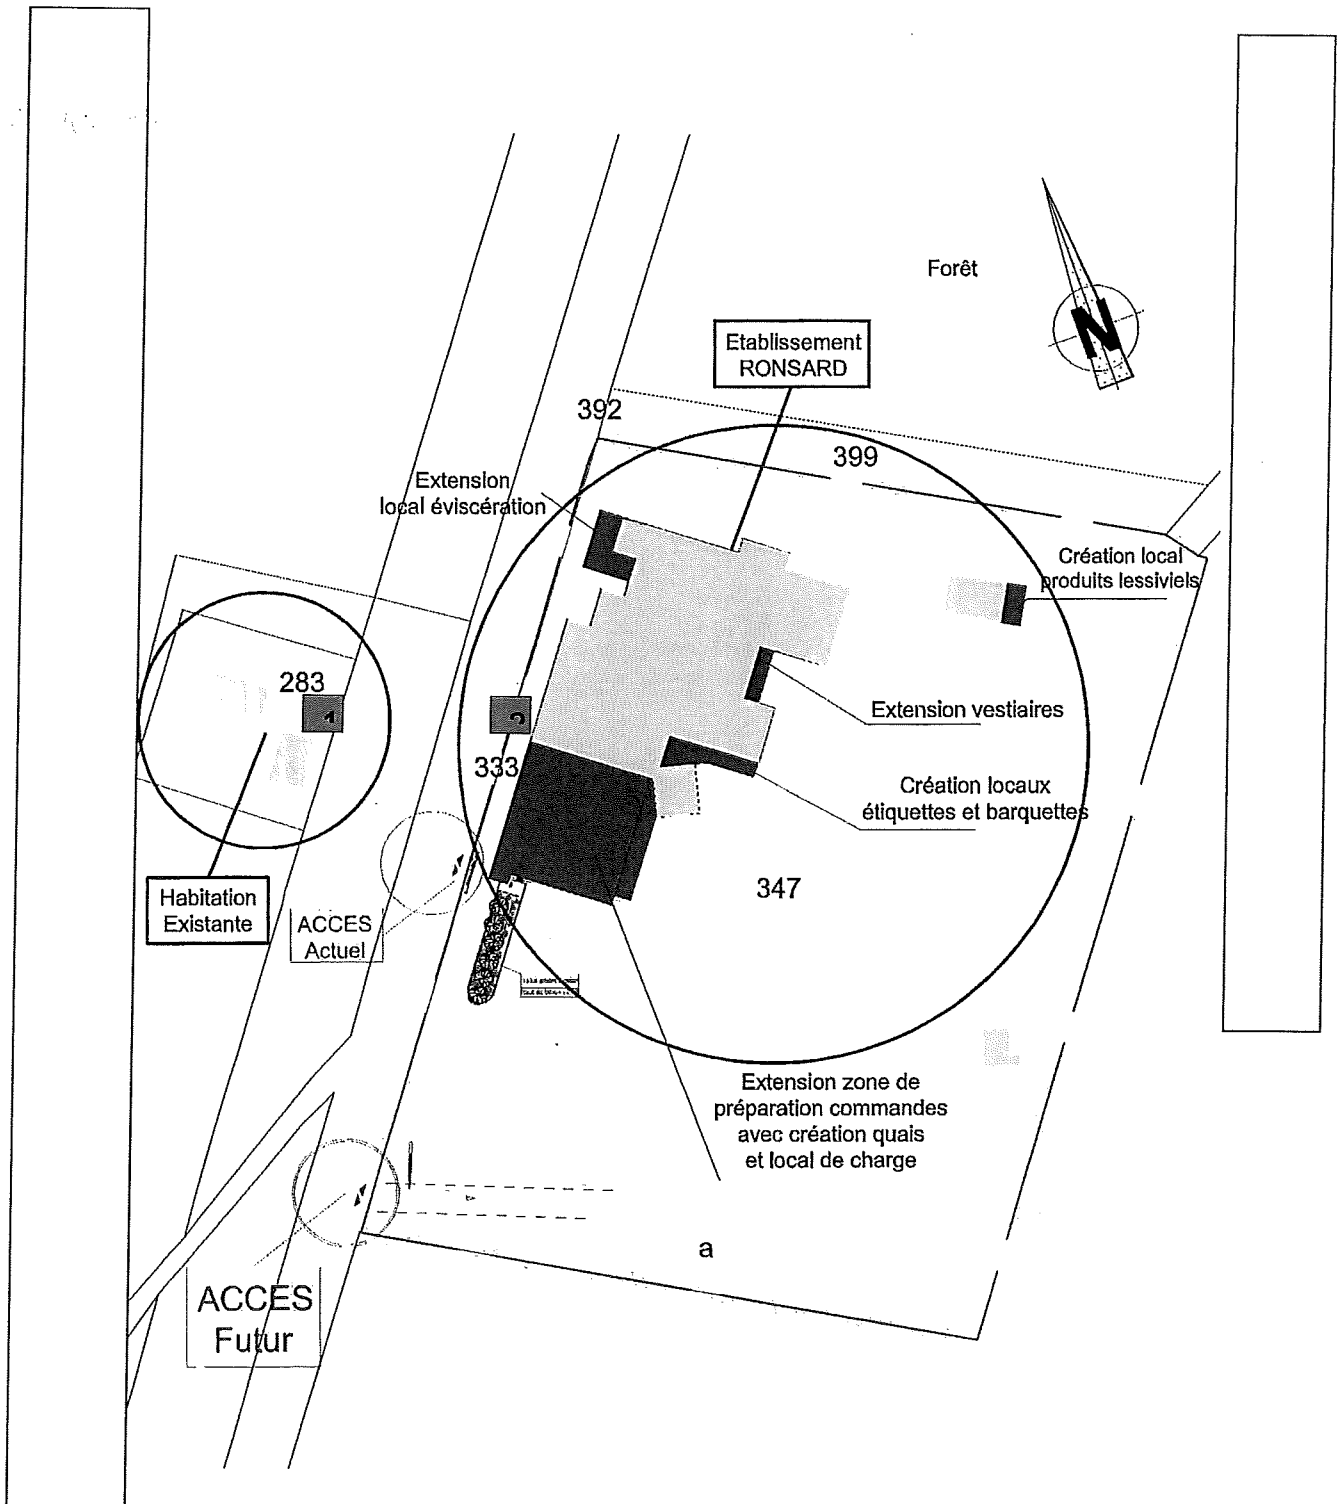 Forêt
N
Etablissement
RONSARD
392
399
Extension
local éviscération
Création local
produits lessiviels
283
1
2
Extension vestiaires
333
Création locaux
étiquettes et barquettes
347
Habitation
Existante
ACCES
Actuel
Extension zone de
préparation commandes
avec création quais
et local de charge
a
ACCES
Futur